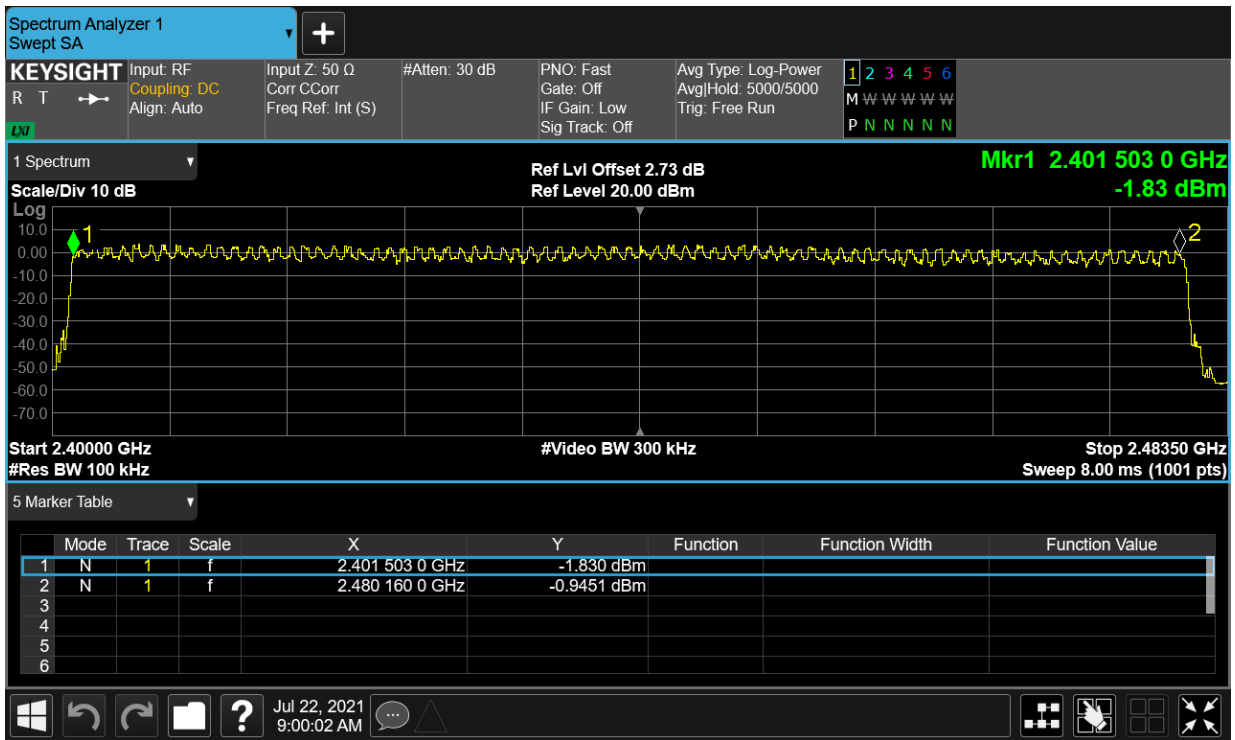 Spectrum Analyzer 1
Swept SA
+
KEYSIGHT Input: RF Input Z: 50 Ω #Atten: 30 dB PNO: Fast Avg Type: Log-Power 1 2 3 4 5 6
R T Coupling: DC Corr CCorr Gate: Off Avg|Hold: 5000/5000 M W W W W W
Align: Auto Freq Ref: Int (S) IF Gain: Low Trig: Free Run
LXI Sig Track: Off P N N N N N
1 Spectrum
Scale/Div 10 dB
Ref Lvl Offset 2.73 dB
Ref Level 20.00 dBm
Mkr1 2.401 503 0 GHz
-1.83 dBm
Log
10.0
0.00
-10.0
-20.0
-30.0
-40.0
-50.0
-60.0
-70.0
1
2
Start 2.40000 GHz #Video BW 300 kHz Stop 2.48350 GHz
#Res BW 100 kHz Sweep 8.00 ms (1001 pts)
5 Marker Table
Mode Trace Scale X Y Function Function Width Function Value
1 N 1 f 2.401 503 0 GHz -1.830 dBm
2 N 1 f 2.480 160 0 GHz -0.9451 dBm
3
4
5
6
?
Jul 22, 2021
9:00:02 AM